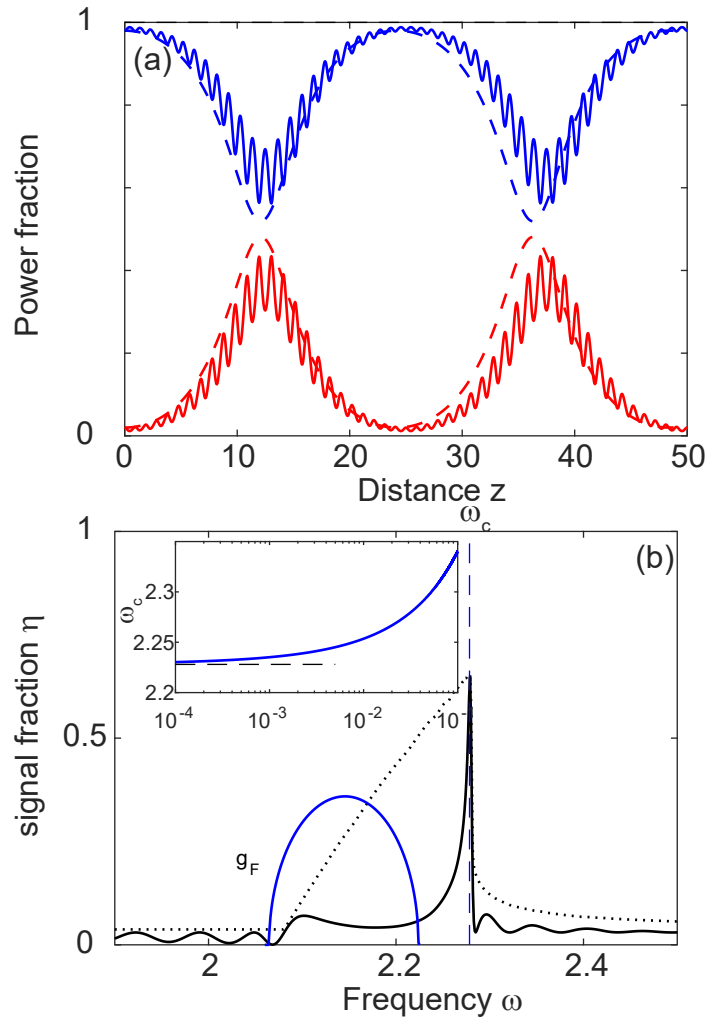 1
(a)
Power fraction
0
0 10 20 30 40 50
Distance z
ω_c
1
(b)
signal fraction η
0.5
0
ω_c
2.3
2.25
2.2
10^-4 10^-3 10^-2 10^-1
g_F
2 2.2 2.4
Frequency ω